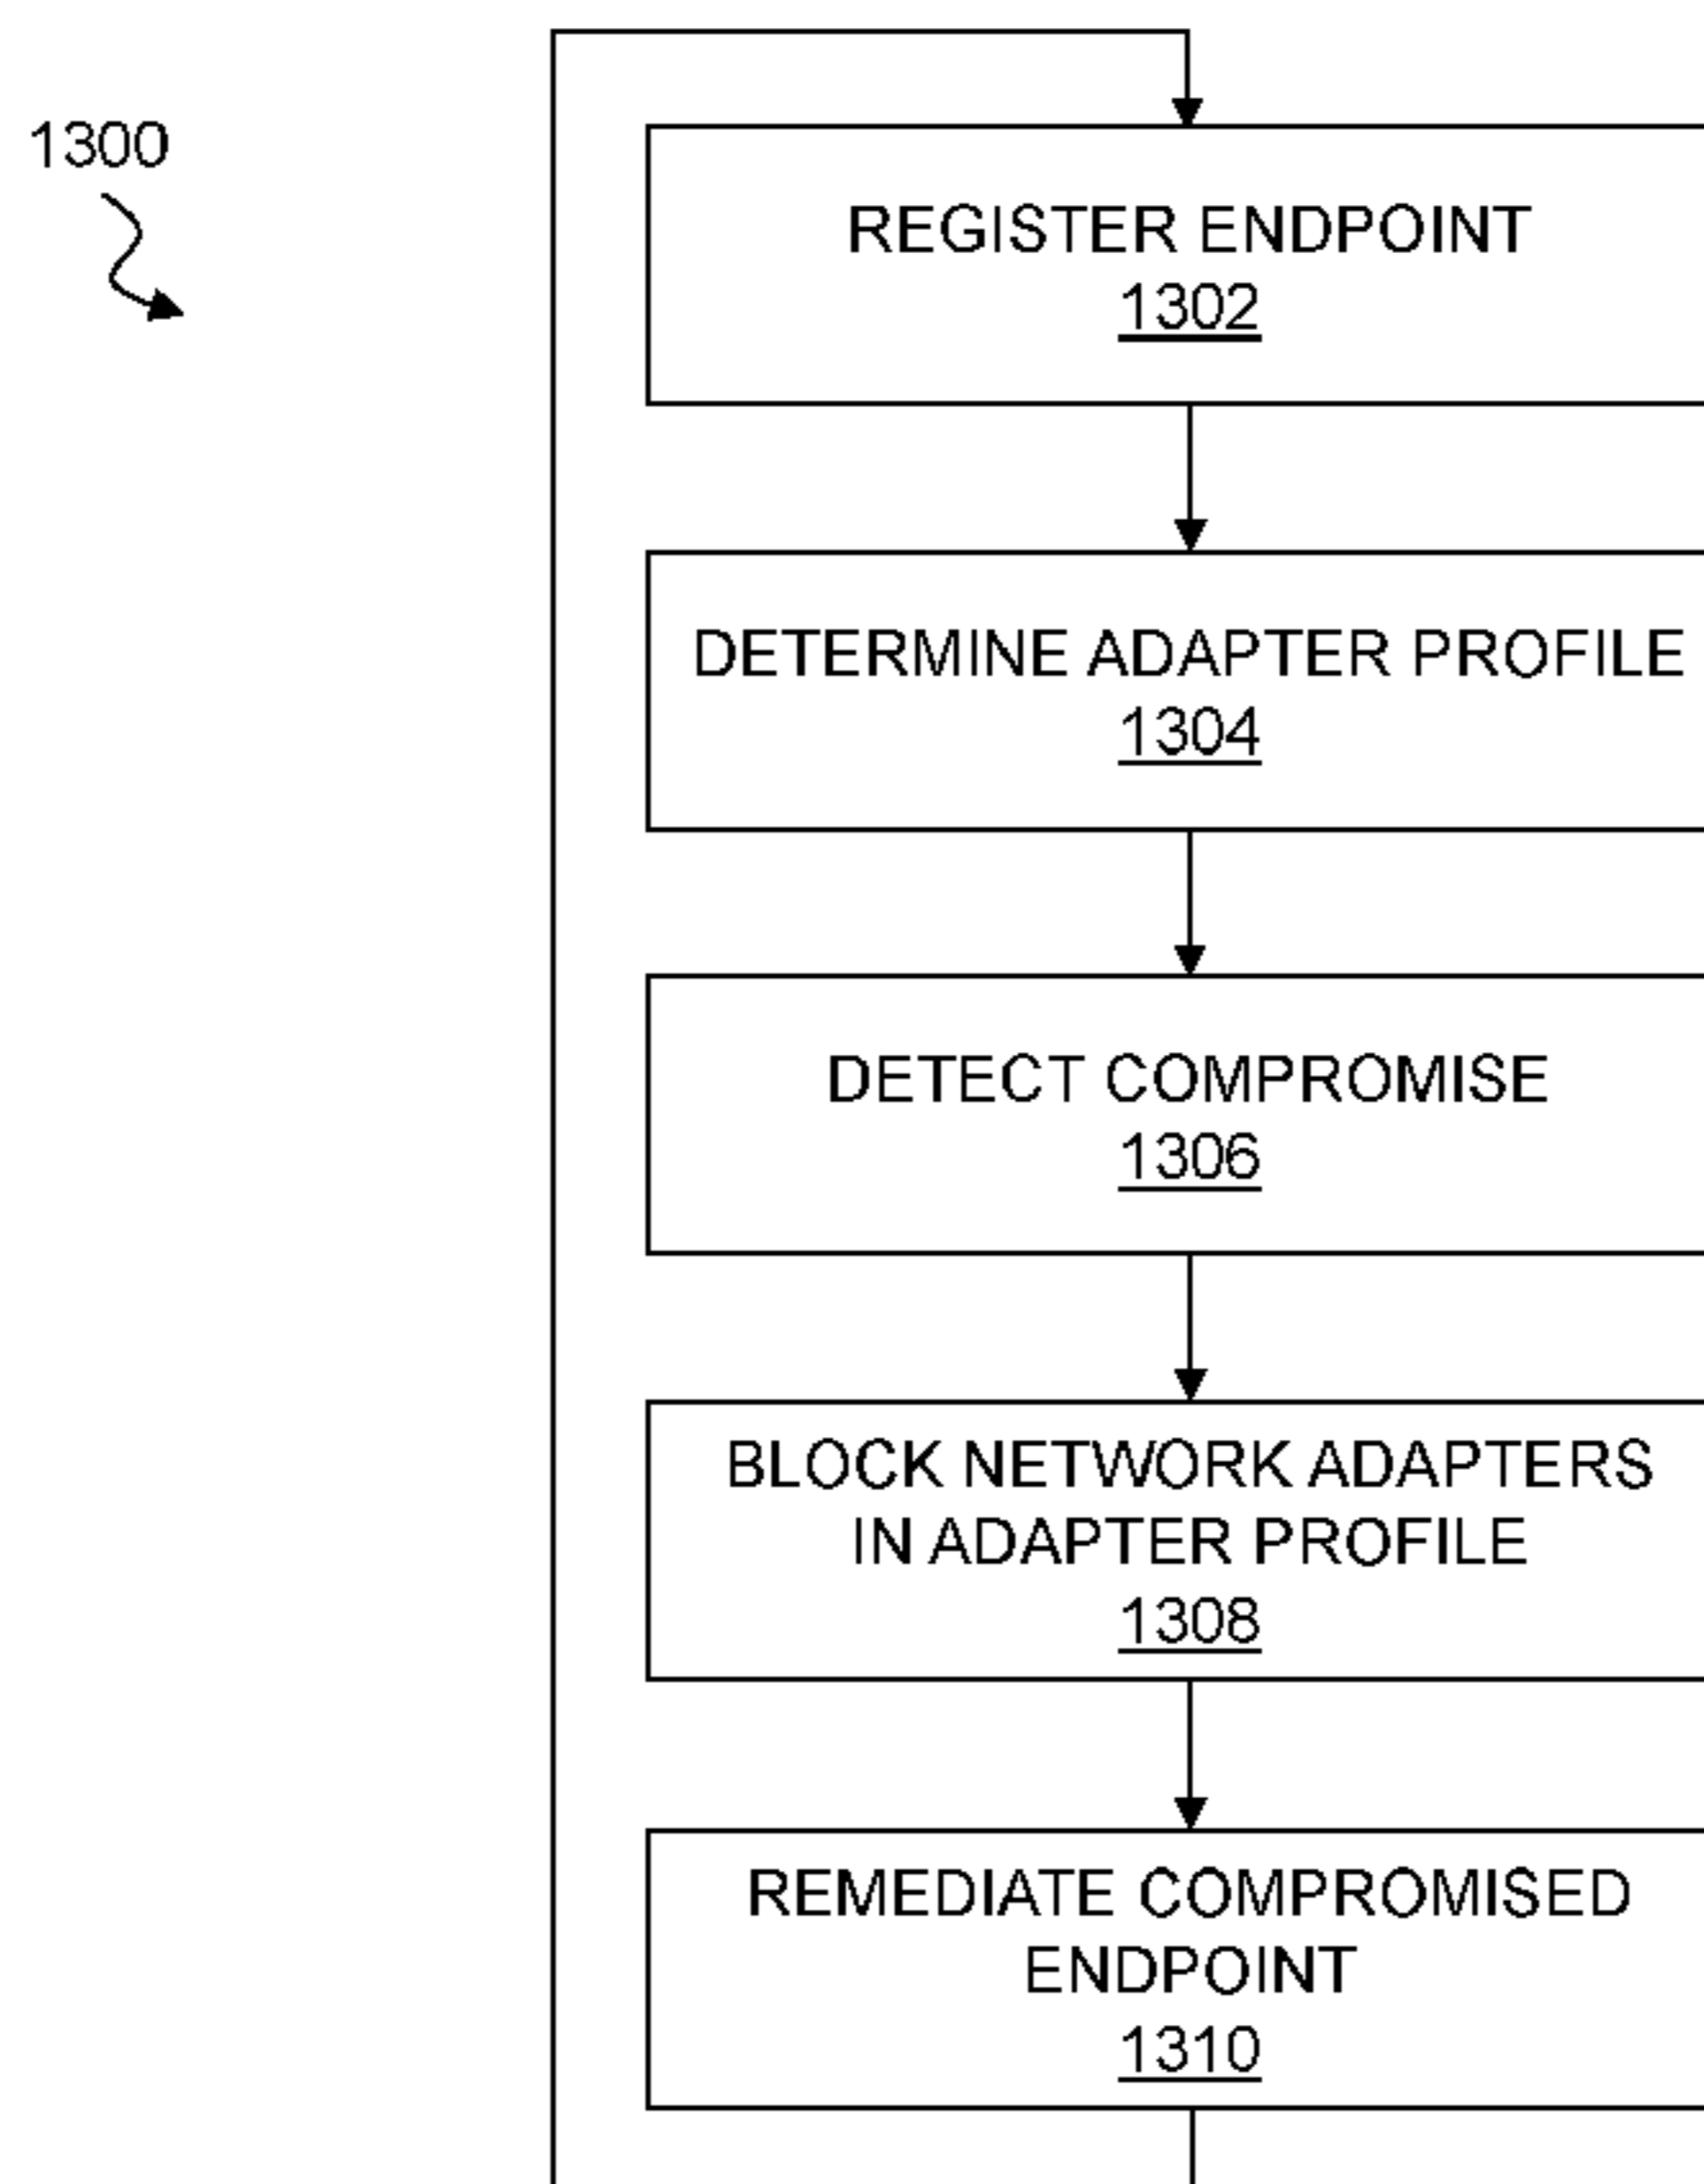 1300
REGISTER ENDPOINT
1302
DETERMINE ADAPTER PROFILE
1304
DETECT COMPROMISE
1306
BLOCK NETWORK ADAPTERS
IN ADAPTER PROFILE
1308
REMEDIATE COMPROMISED
ENDPOINT
1310